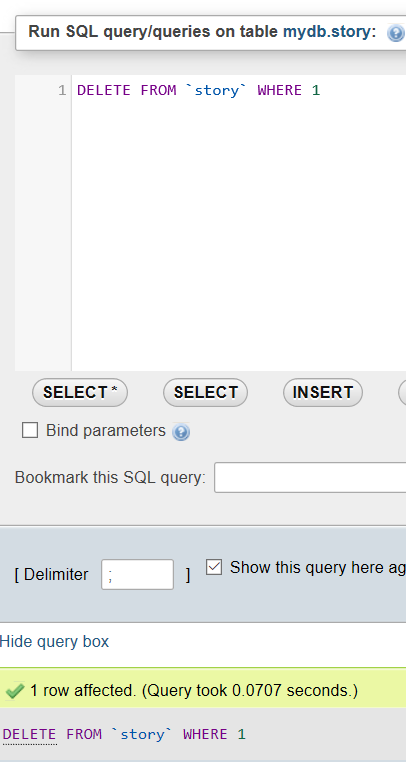 Run SQL query/queries on table mydb.story:
1 DELETE FROM `story` WHERE 1
SELECT * SELECT INSERT
Bind parameters
Bookmark this SQL query:
[ Delimiter ; ] Show this query here ag
Hide query box
1 row affected. (Query took 0.0707 seconds.)
DELETE FROM `story` WHERE 1